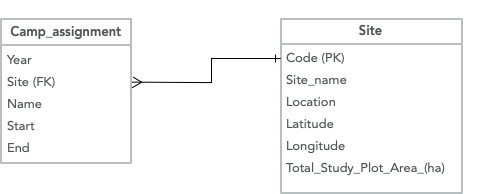 Camp_assignment
Year
Site (FK)
Name
Start
End
Site
Code (PK)
Site_name
Location
Latitude
Longitude
Total_Study_Plot_Area_(ha)